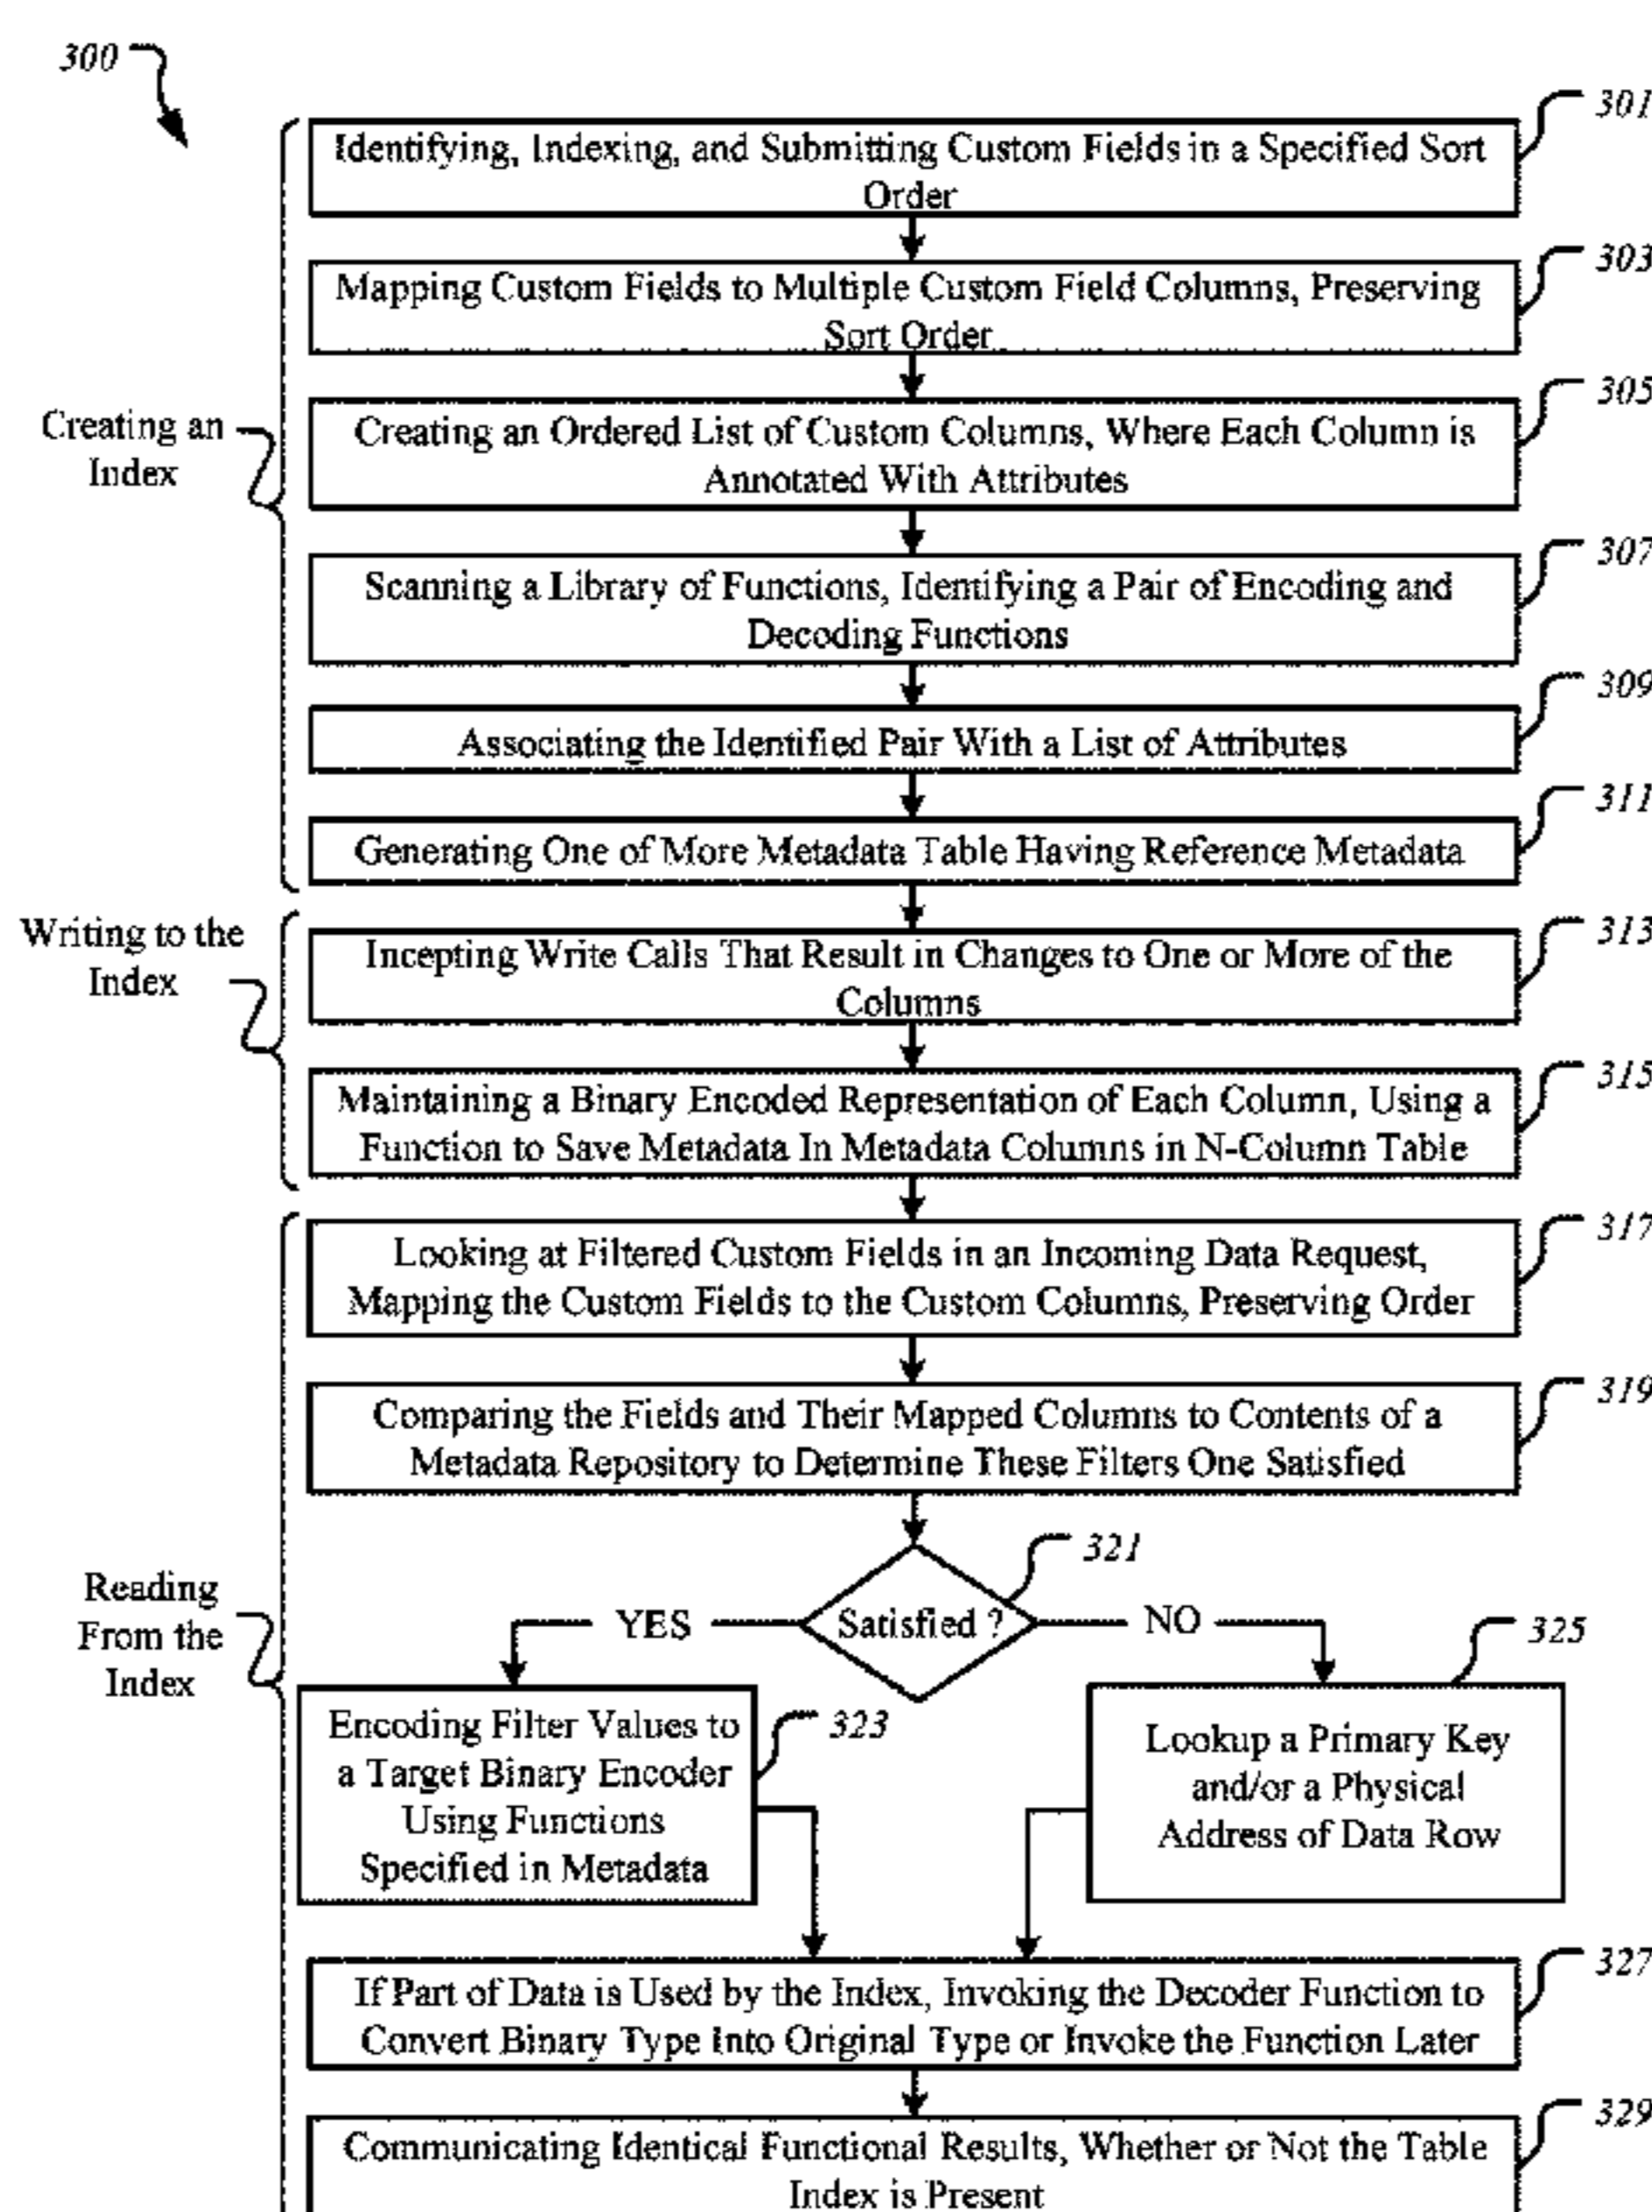 300
301
Identifying, Indexing, and Submitting Custom Fields in a Specified Sort
Order
303
Mapping Custom Fields to Multiple Custom Field Columns, Preserving
Sort Order
305
Creating an
Index
Creating an Ordered List of Custom Columns, Where Each Column is
Annotated With Attributes
307
Scanning a Library of Functions, Identifying a Pair of Encoding and
Decoding Functions
309
Associating the Identified Pair With a List of Attributes
311
Generating One of More Metadata Table Having Reference Metadata
Writing to the
Index
313
Incepting Write Calls That Result in Changes to One or More of the
Columns
315
Maintaining a Binary Encoded Representation of Each Column, Using a
Function to Save Metadata In Metadata Columns in N-Column Table
317
Looking at Filtered Custom Fields in an Incoming Data Request,
Mapping the Custom Fields to the Custom Columns, Preserving Order
319
Comparing the Fields and Their Mapped Columns to Contents of a
Metadata Repository to Determine These Filters One Satisfied
321
Reading
From the
Index
Satisfied ?
YES
NO
325
323
Encoding Filter Values to
a Target Binary Encoder
Using Functions
Specified in Metadata
Lookup a Primary Key
and/or a Physical
Address of Data Row
327
If Part of Data is Used by the Index, Invoking the Decoder Function to
Convert Binary Type Into Original Type or Invoke the Function Later
329
Communicating Identical Functional Results, Whether or Not the Table
Index is Present